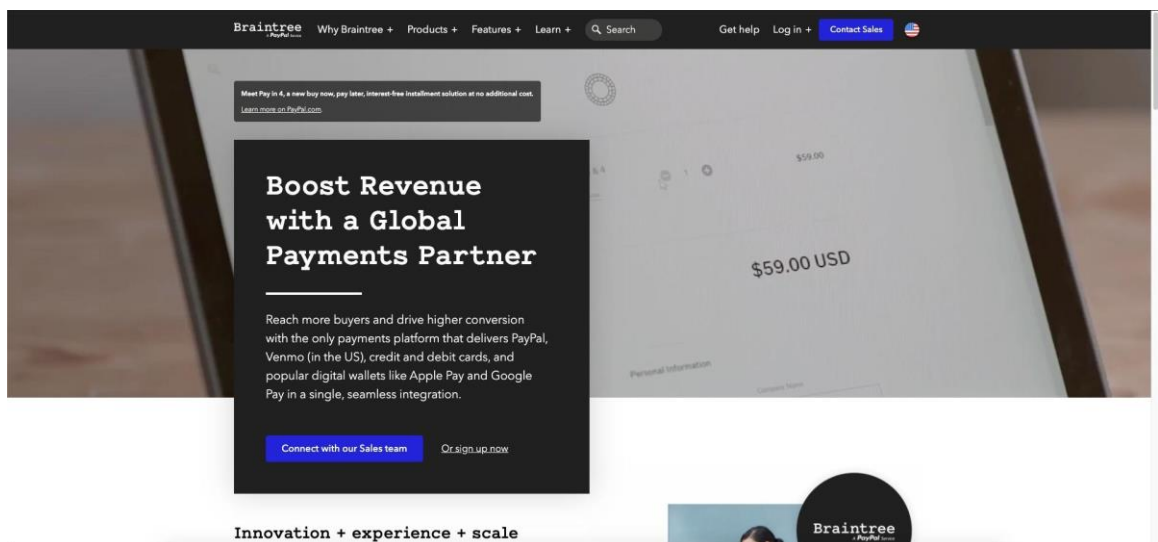 Braintree
A PayPal Service
Why Braintree +
Products +
Features +
Learn +
Search
Get help
Log in +
Contact Sales
Meet Pay in 4, a new buy now, pay later, interest-free installment solution at no additional cost.
Learn more on PayPal.com.
$59.00
1
$59.00 USD
Personal Information
Boost Revenue
with a Global
Payments Partner
Reach more buyers and drive higher conversion
with the only payments platform that delivers PayPal,
Venmo (in the US), credit and debit cards, and
popular digital wallets like Apple Pay and Google
Pay in a single, seamless integration.
Connect with our Sales team
Or sign up now
Innovation + experience + scale
Braintree
A PayPal Service